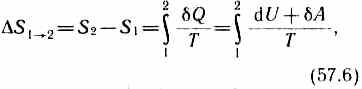 ΔS₁→₂ = S₂ − S₁ = ∫₁² δQ/T = ∫₁² (dU + δA)/T,
(57.6)